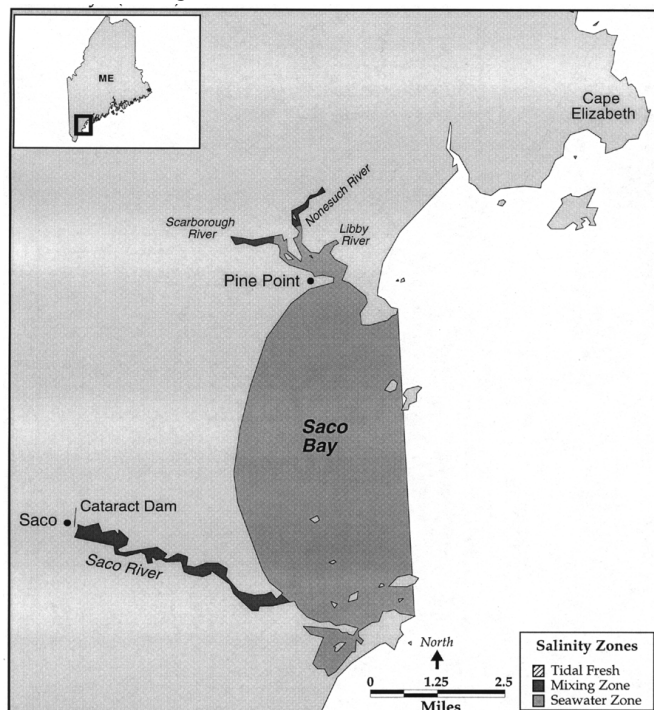 ME
Cape
Elizabeth
Nonesuch River
Scarborough
River
Libby
River
Pine Point
Saco
Bay
Cataract Dam
Saco
Saco River
North
0 1.25 2.5
Miles
Salinity Zones
Tidal Fresh
Mixing Zone
Seawater Zone